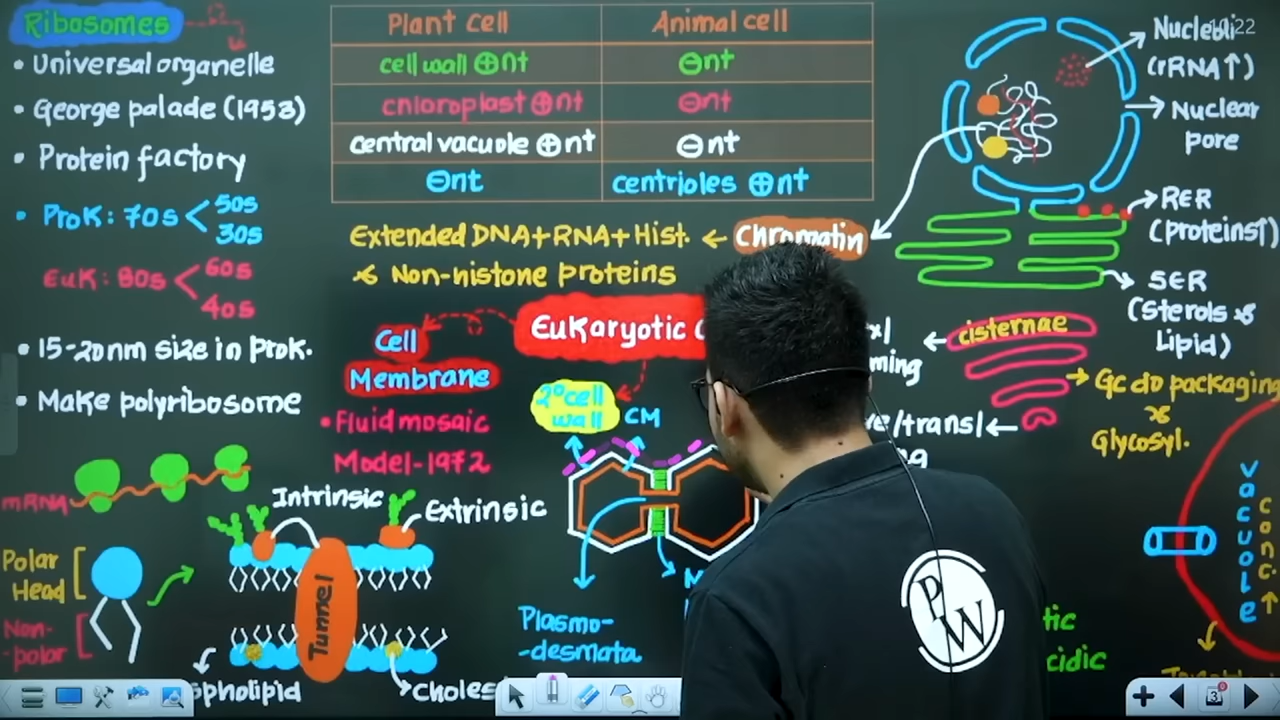 Ribosomes
• Universal organelle
• George palade (1953)
• Protein factory
• Prok: 70s < 50s
30s
Euk: 80s < 60s
40s
• 15-20nm size in Prok.
• Make polyribosome
mRNA
Polar
Head
Non-
-polar
Plant Cell Animal cell
cell wall ⊕nt ⊖nt
chloroplast ⊕nt ⊖nt
central vacuole ⊕nt ⊖nt
⊖nt centrioles ⊕nt
Extended DNA+RNA+Hist. ← Chromatin
& Non-histone proteins
Eukaryotic
Cell
Membrane
• Fluid mosaic
Model-1972
Intrinsic
Extrinsic
Tunnel
2° cell
wall
CM
Plasmo-
-desmata
Nucleoli
(rRNA↑)
→ Nuclear
pore
→ RER
(Proteins↑)
SER
(Sterols &
Lipid)
cisternae
→ GC do packaging
&
Glycosyl.
vacuole
conc.↑
PW
3